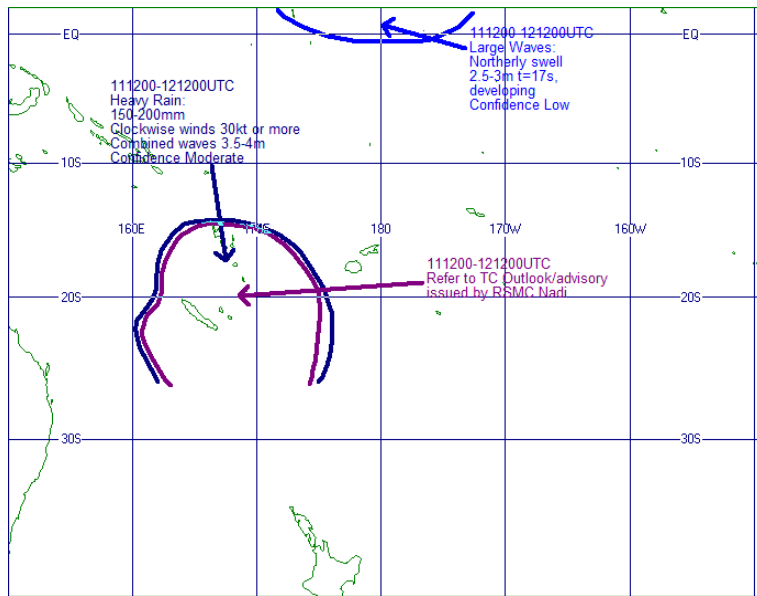 EQ
111200-121200UTC
EQ
Large Waves:
Northerly swell
2.5-3m t=17s,
developing
Confidence Low
111200-121200UTC
Heavy Rain:
150-200mm
Clockwise winds 30kt or more
Combined waves 3.5-4m
Confidence Moderate
10S
10S
160E
170E
180
170W
160W
111200-121200UTC
Refer to TC Outlook/advisory
issued by RSMC Nadi
20S
20S
30S
30S